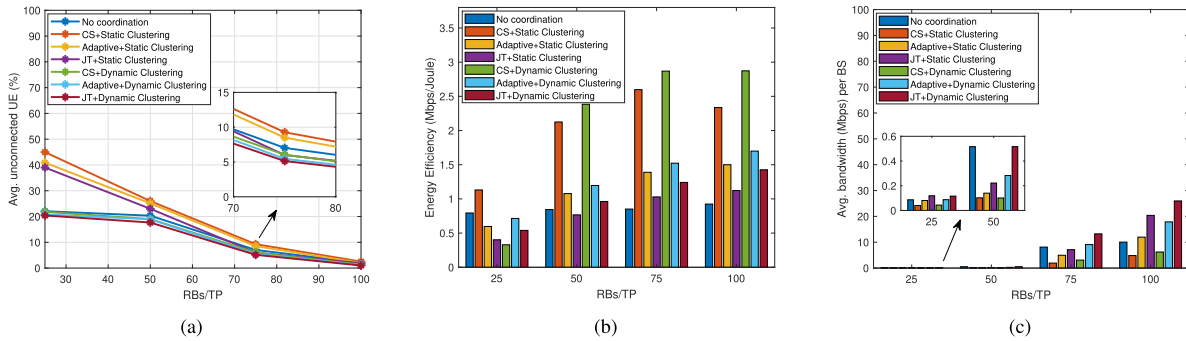 100
90
80
70
60
50
40
30
20
10
0
Avg. unconnected UE (%)
No coordination
CS+Static Clustering
Adaptive+Static Clustering
JT+Static Clustering
CS+Dynamic Clustering
Adaptive+Dynamic Clustering
JT+Dynamic Clustering
15
10
5
0
70
80
30
40
50
60
70
80
90
100
RBs/TP
(a)
3.5
3
2.5
2
1.5
1
0.5
0
Energy Efficiency (Mbps/Joule)
No coordination
CS+Static Clustering
Adaptive+Static Clustering
JT+Static Clustering
CS+Dynamic Clustering
Adaptive+Dynamic Clustering
JT+Dynamic Clustering
25
50
75
100
RBs/TP
(b)
100
90
80
70
60
50
40
30
20
10
0
Avg. bandwidth (Mbps) per BS
No coordination
CS+Static Clustering
Adaptive+Static Clustering
JT+Static Clustering
CS+Dynamic Clustering
Adaptive+Dynamic Clustering
JT+Dynamic Clustering
0.6
0.4
0.2
0
25
50
25
50
75
100
RBs/TP
(c)